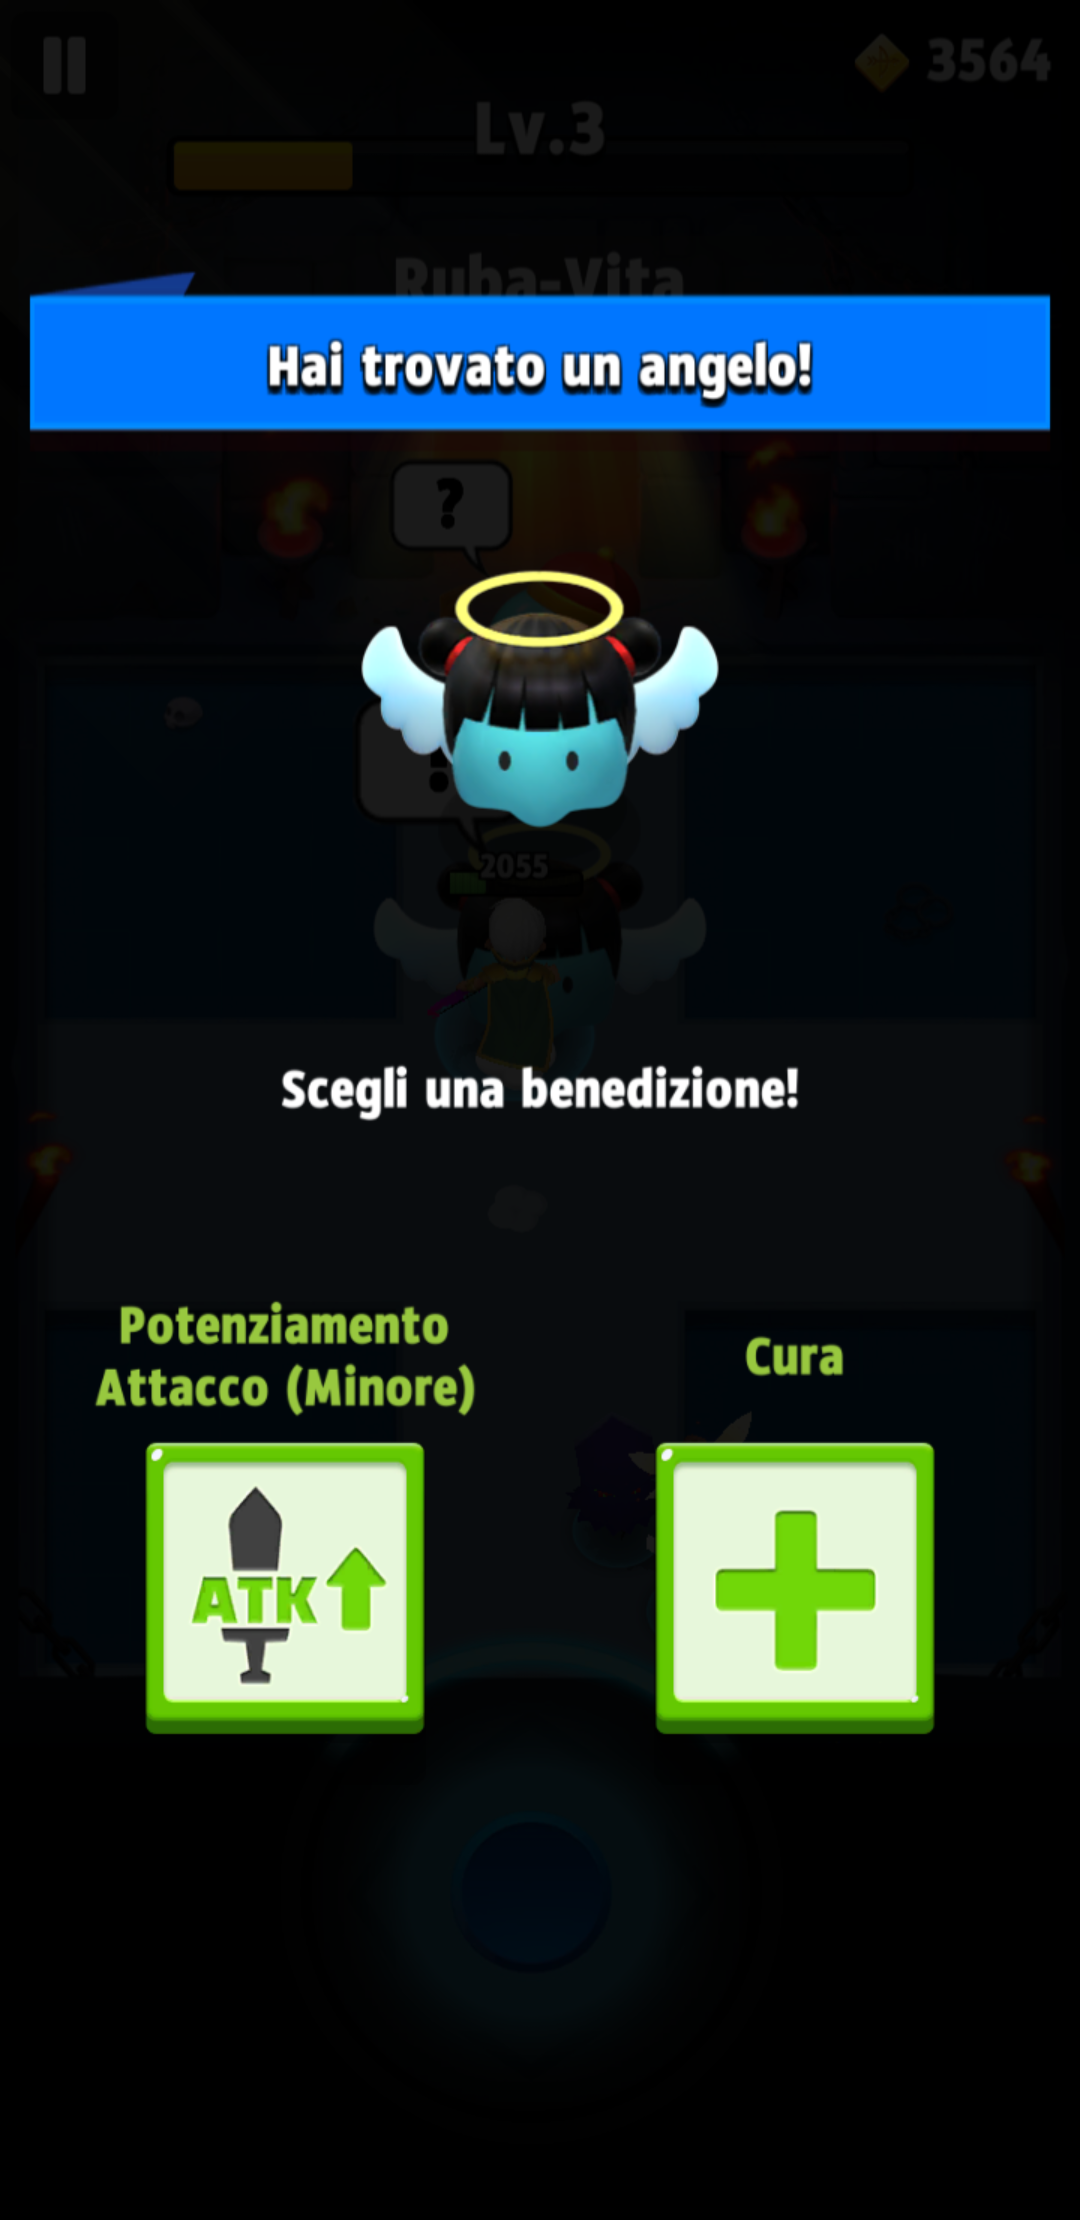 3564
Lv.3
Ruba-Vita
Hai trovato un angelo!
?
2055
Scegli una benedizione!
Potenziamento
Attacco (Minore)
Cura
ATK